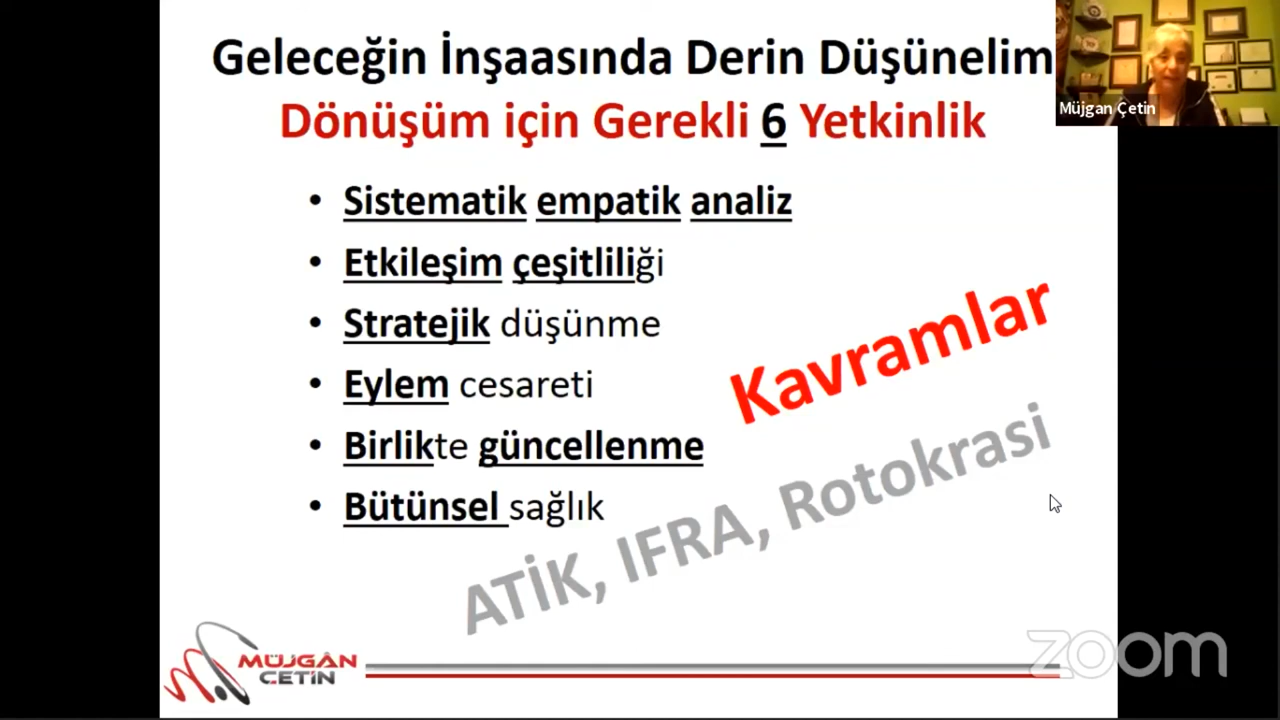 Geleceğin İnşaasında Derin Düşünelim
Dönüşüm için Gerekli 6 Yetkinlik
Müjgan Çetin
• Sistematik empatik analiz
• Etkileşim çeşitliliği
• Stratejik düşünme
• Eylem cesareti
• Birlikte güncellenme
• Bütünsel sağlık
Kavramlar
ATİK, IFRA, Rotokrasi
MÜJGÂN
ÇETİN
zoom